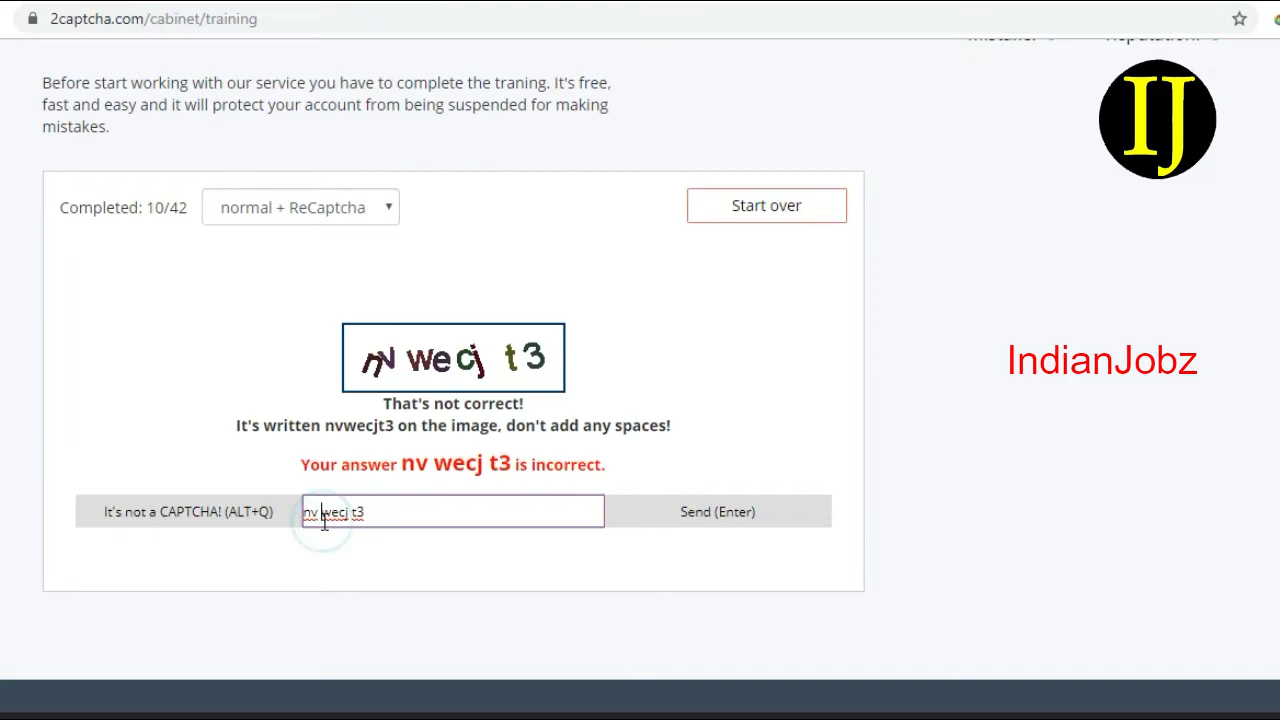 2captcha.com/cabinet/training
Before start working with our service you have to complete the traning. It's free,
fast and easy and it will protect your account from being suspended for making
mistakes.
IJ
Completed: 10/42 normal + ReCaptcha Start over
nv wecj t3
IndianJobz
That's not correct!
It's written nvwecjt3 on the image, don't add any spaces!
Your answer nv wecj t3 is incorrect.
It's not a CAPTCHA! (ALT+Q) nv wecj t3 Send (Enter)